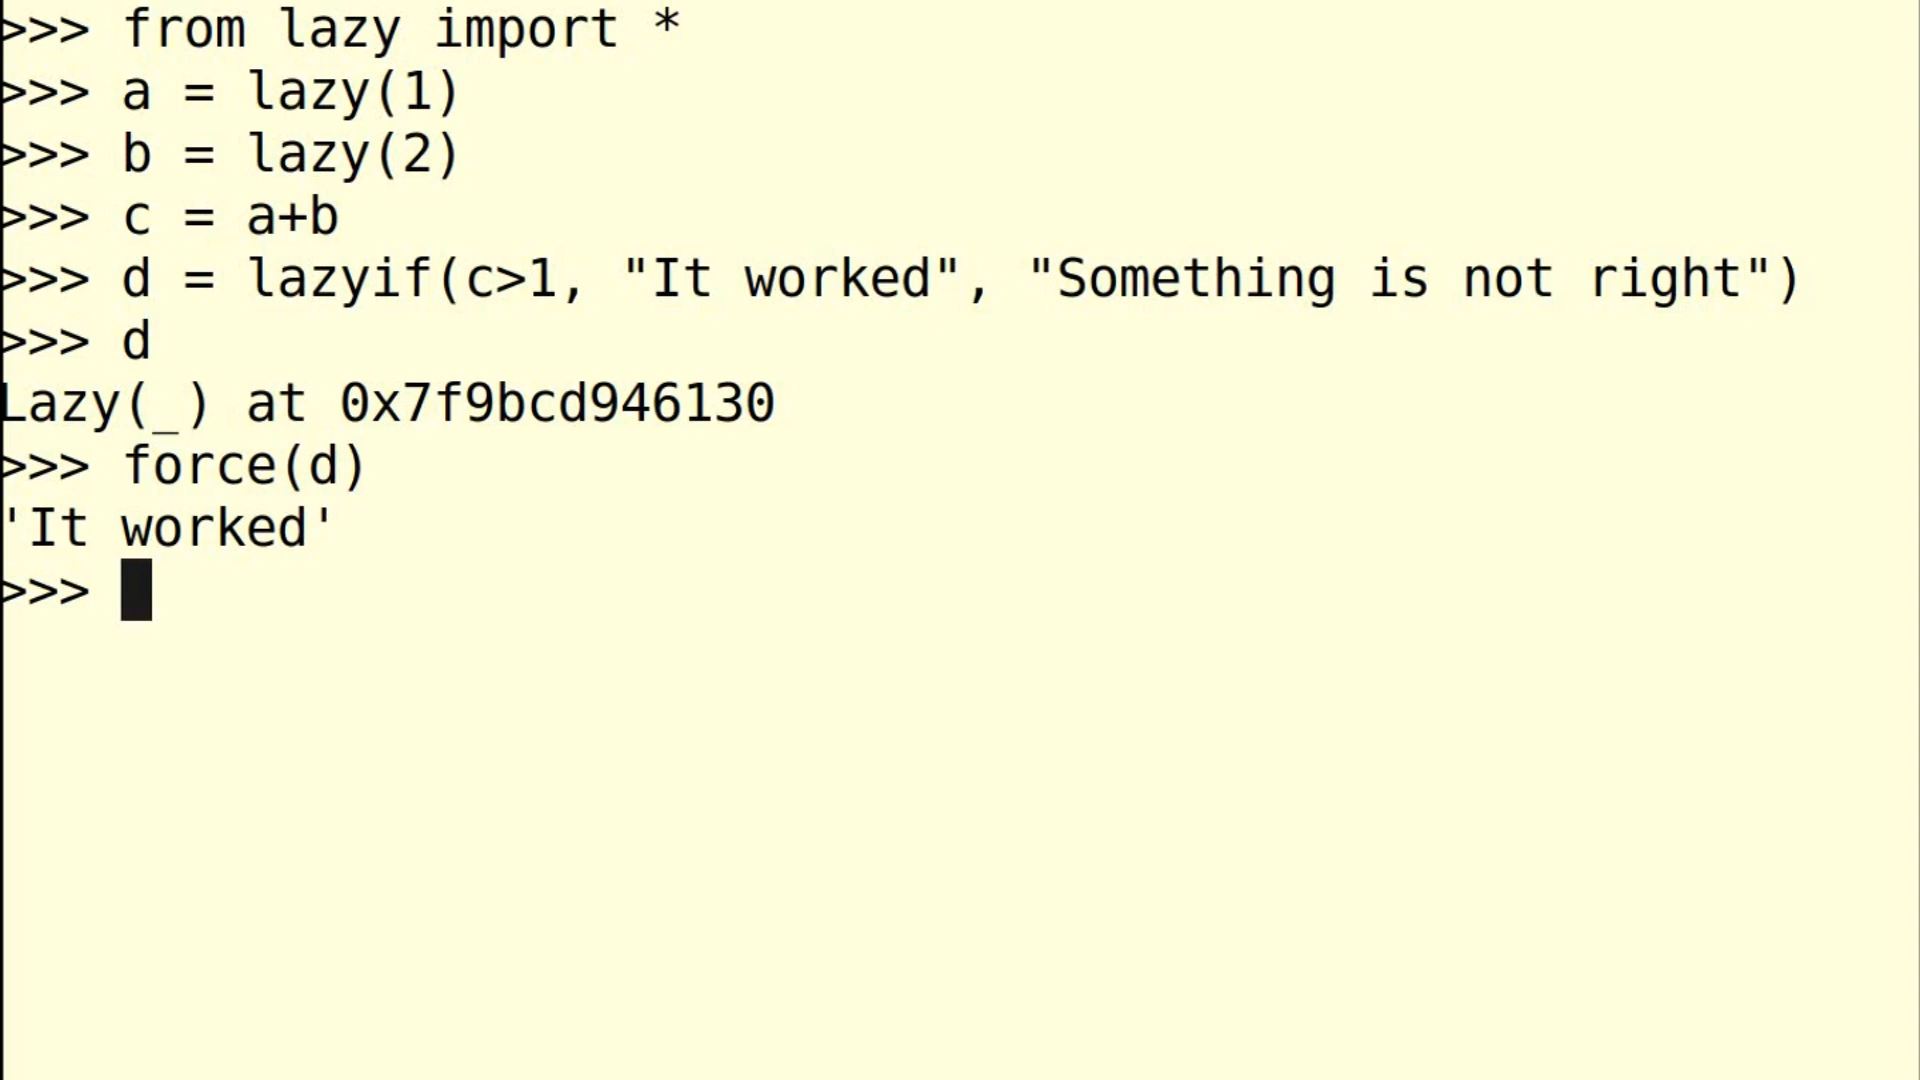 >>> from lazy import *
>>> a = lazy(1)
>>> b = lazy(2)
>>> c = a+b
>>> d = lazyif(c>1, "It worked", "Something is not right")
>>> d
Lazy(_) at 0x7f9bcd946130
>>> force(d)
'It worked'
>>>